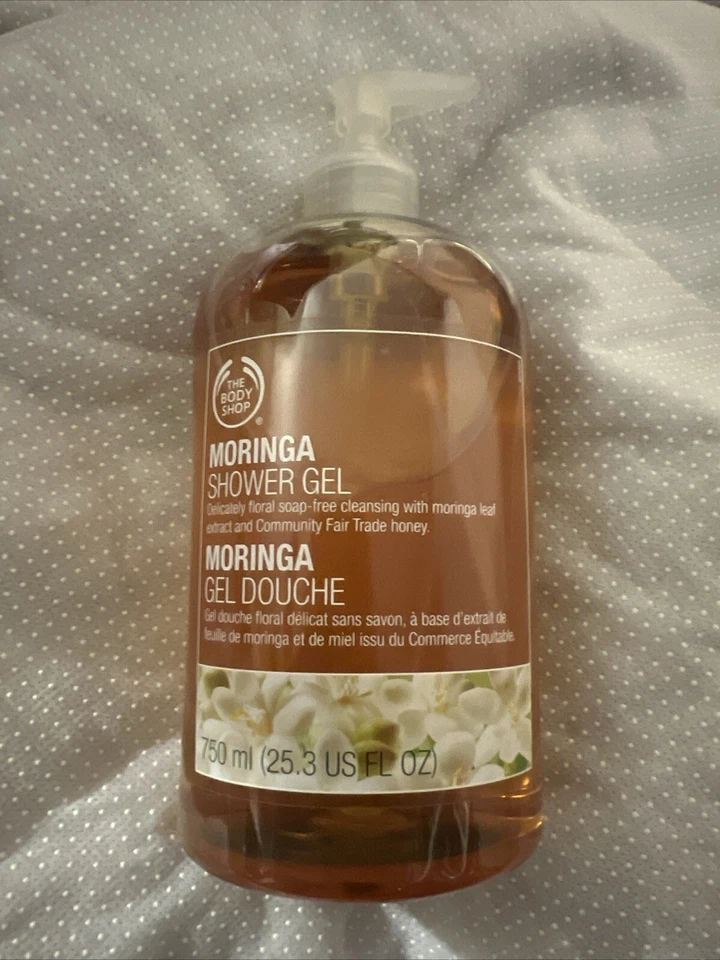 THE
BODY
SHOP®
MORINGA
SHOWER GEL
Delicately floral soap-free cleansing with moringa leaf
extract and Community Fair Trade honey.
MORINGA
GEL DOUCHE
Gel douche floral délicat sans savon, à base d'extrait de
feuille de moringa et de miel issu du Commerce Equitable.
750 ml (25.3 US FL OZ)